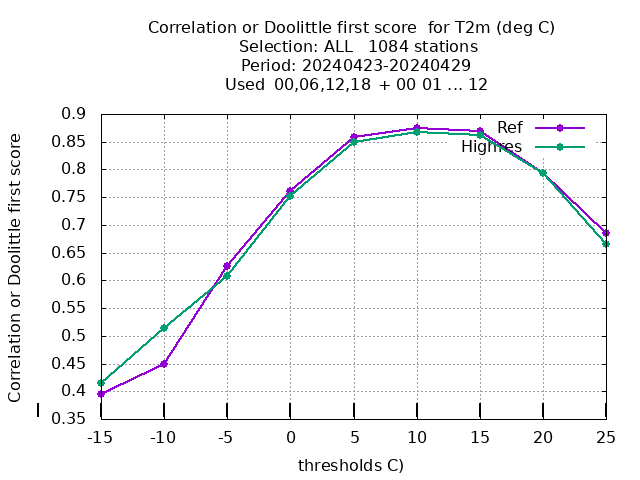 Correlation or Doolittle first score  for T2m (deg C)
Selection: ALL   1084 stations
Period: 20240423-20240429
Used  00,06,12,18 + 00 01 ... 12
Correlation or Doolittle first score
0.9
0.85
0.8
0.75
0.7
0.65
0.6
0.55
0.5
0.45
0.4
0.35
Ref
Highres
-15 -10 -5 0 5 10 15 20 25
thresholds C)